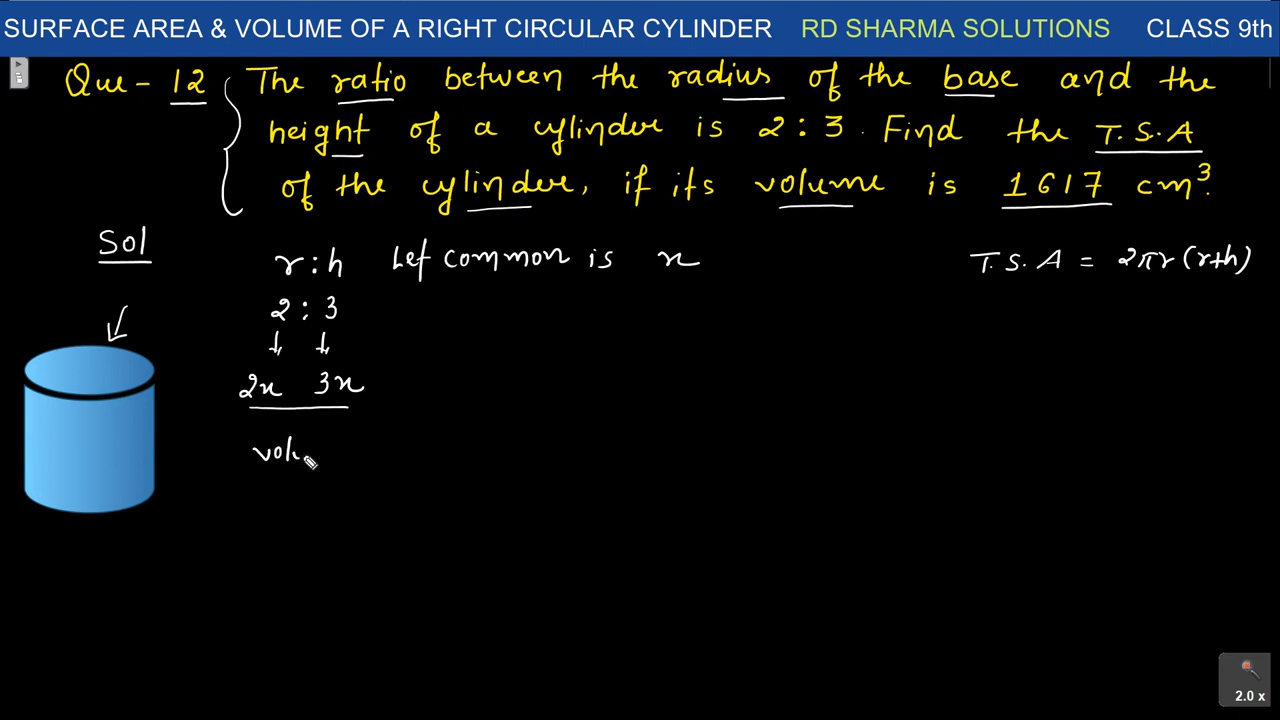 SURFACE AREA & VOLUME OF A RIGHT CIRCULAR CYLINDER RD SHARMA SOLUTIONS CLASS 9th
Que - 12 The ratio between the radius of the base and the
height of a cylinder is 2 : 3. Find the T.S.A
of the cylinder, if its volume is 1617 cm³.
Sol
r : h Let common is x T.S.A = 2πr(r+h)
2 : 3
↓ ↓
2x 3x
volu
2.0 x